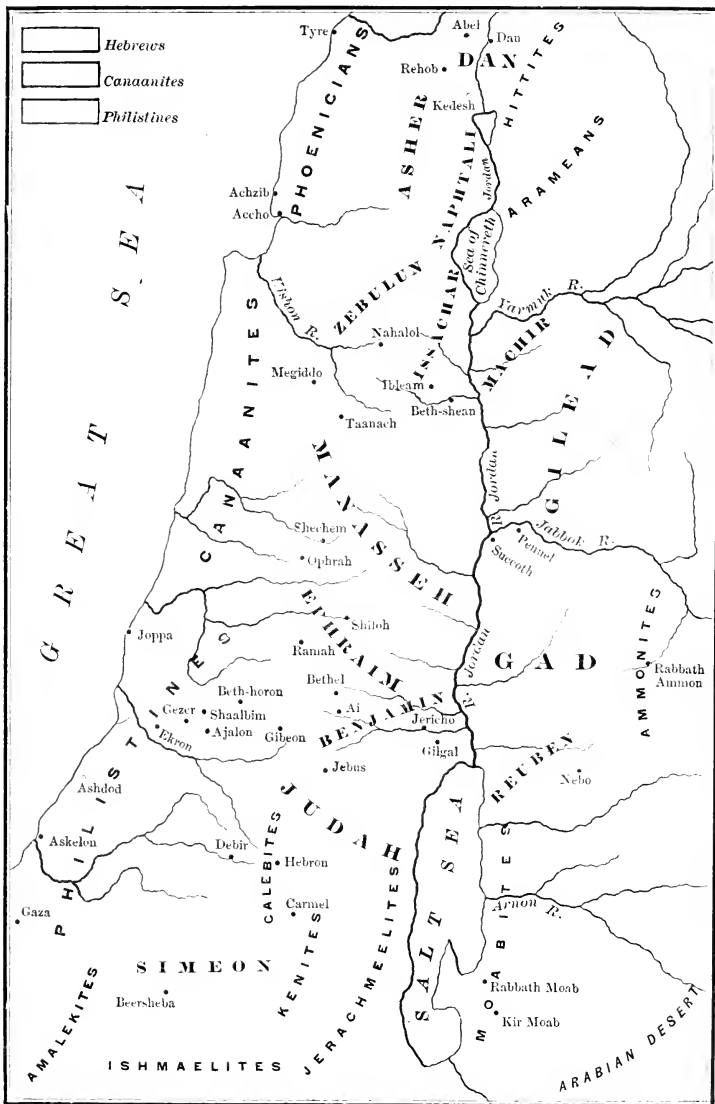 Hebrews
Canaanites
Philistines
Tyre
Abel
Dan
DAN
Rehob
HITTITES
Kedesh
PHOENICIANS
ASHER
NAPHTALI
Jordan
ARAMEANS
Achzib
Accho
Sea of
Chinnereth
GREAT SEA
Kishon R.
ZEBULUN
ISSACHAR
Yarmuk R.
Nahalol
MACHIR
CANAANITES
Megiddo
Ibleam
Beth-shean
GILEAD
Taanach
MANASSEH
R. Jordan
Shechem
Ophrah
Penuel
Succoth
Jabbok R.
EPHRAIM
Shiloh
Joppa
Ramah
R. Jordan
GAD
AMMONITES
Rabbath
Ammon
PHILISTINES
Beth-horon
Bethel
Gezer
Shaalbim
Ai
BENJAMIN
Jericho
Ekron
Ajalon
Gibeon
Gilgal
REUBEN
Jebus
Nebo
Ashdod
JUDAH
SALT SEA
Askelon
Debir
Hebron
CALEBITES
MOABITES
Carmel
Arnon R.
Gaza
KENITES
JERACHMEELITES
SIMEON
Beersheba
Rabbath Moab
Kir Moab
AMALEKITES
ISHMAELITES
ARABIAN DESERT